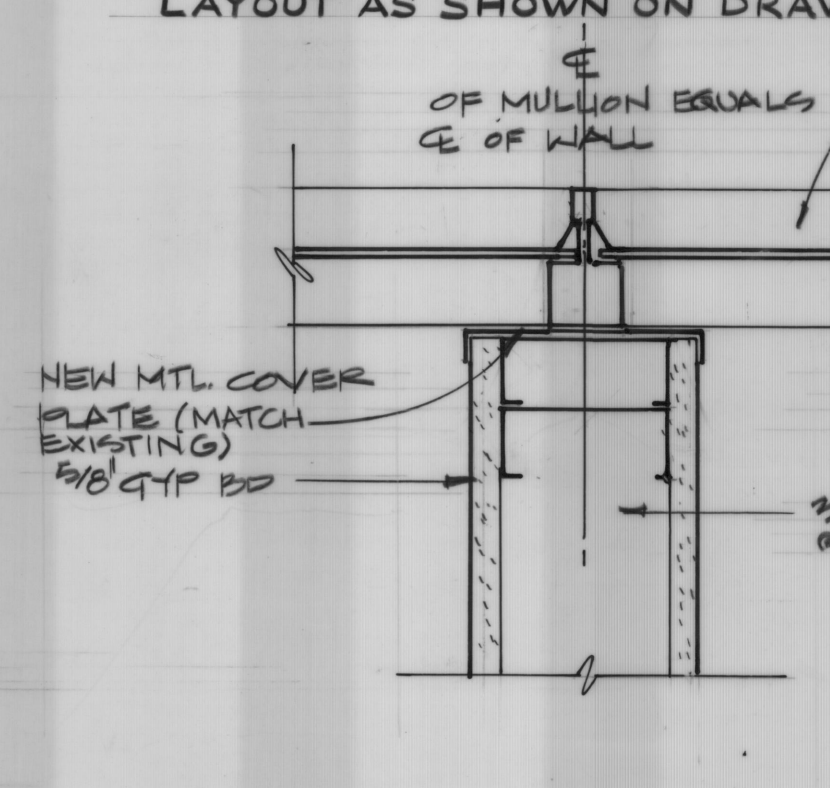 LAYOUT AS SHOWN ON
℄
OF MULLION EQUALS
℄ OF WALL
NEW MTL. COVER
PLATE (MATCH
EXISTING)
5/8" GYP BD